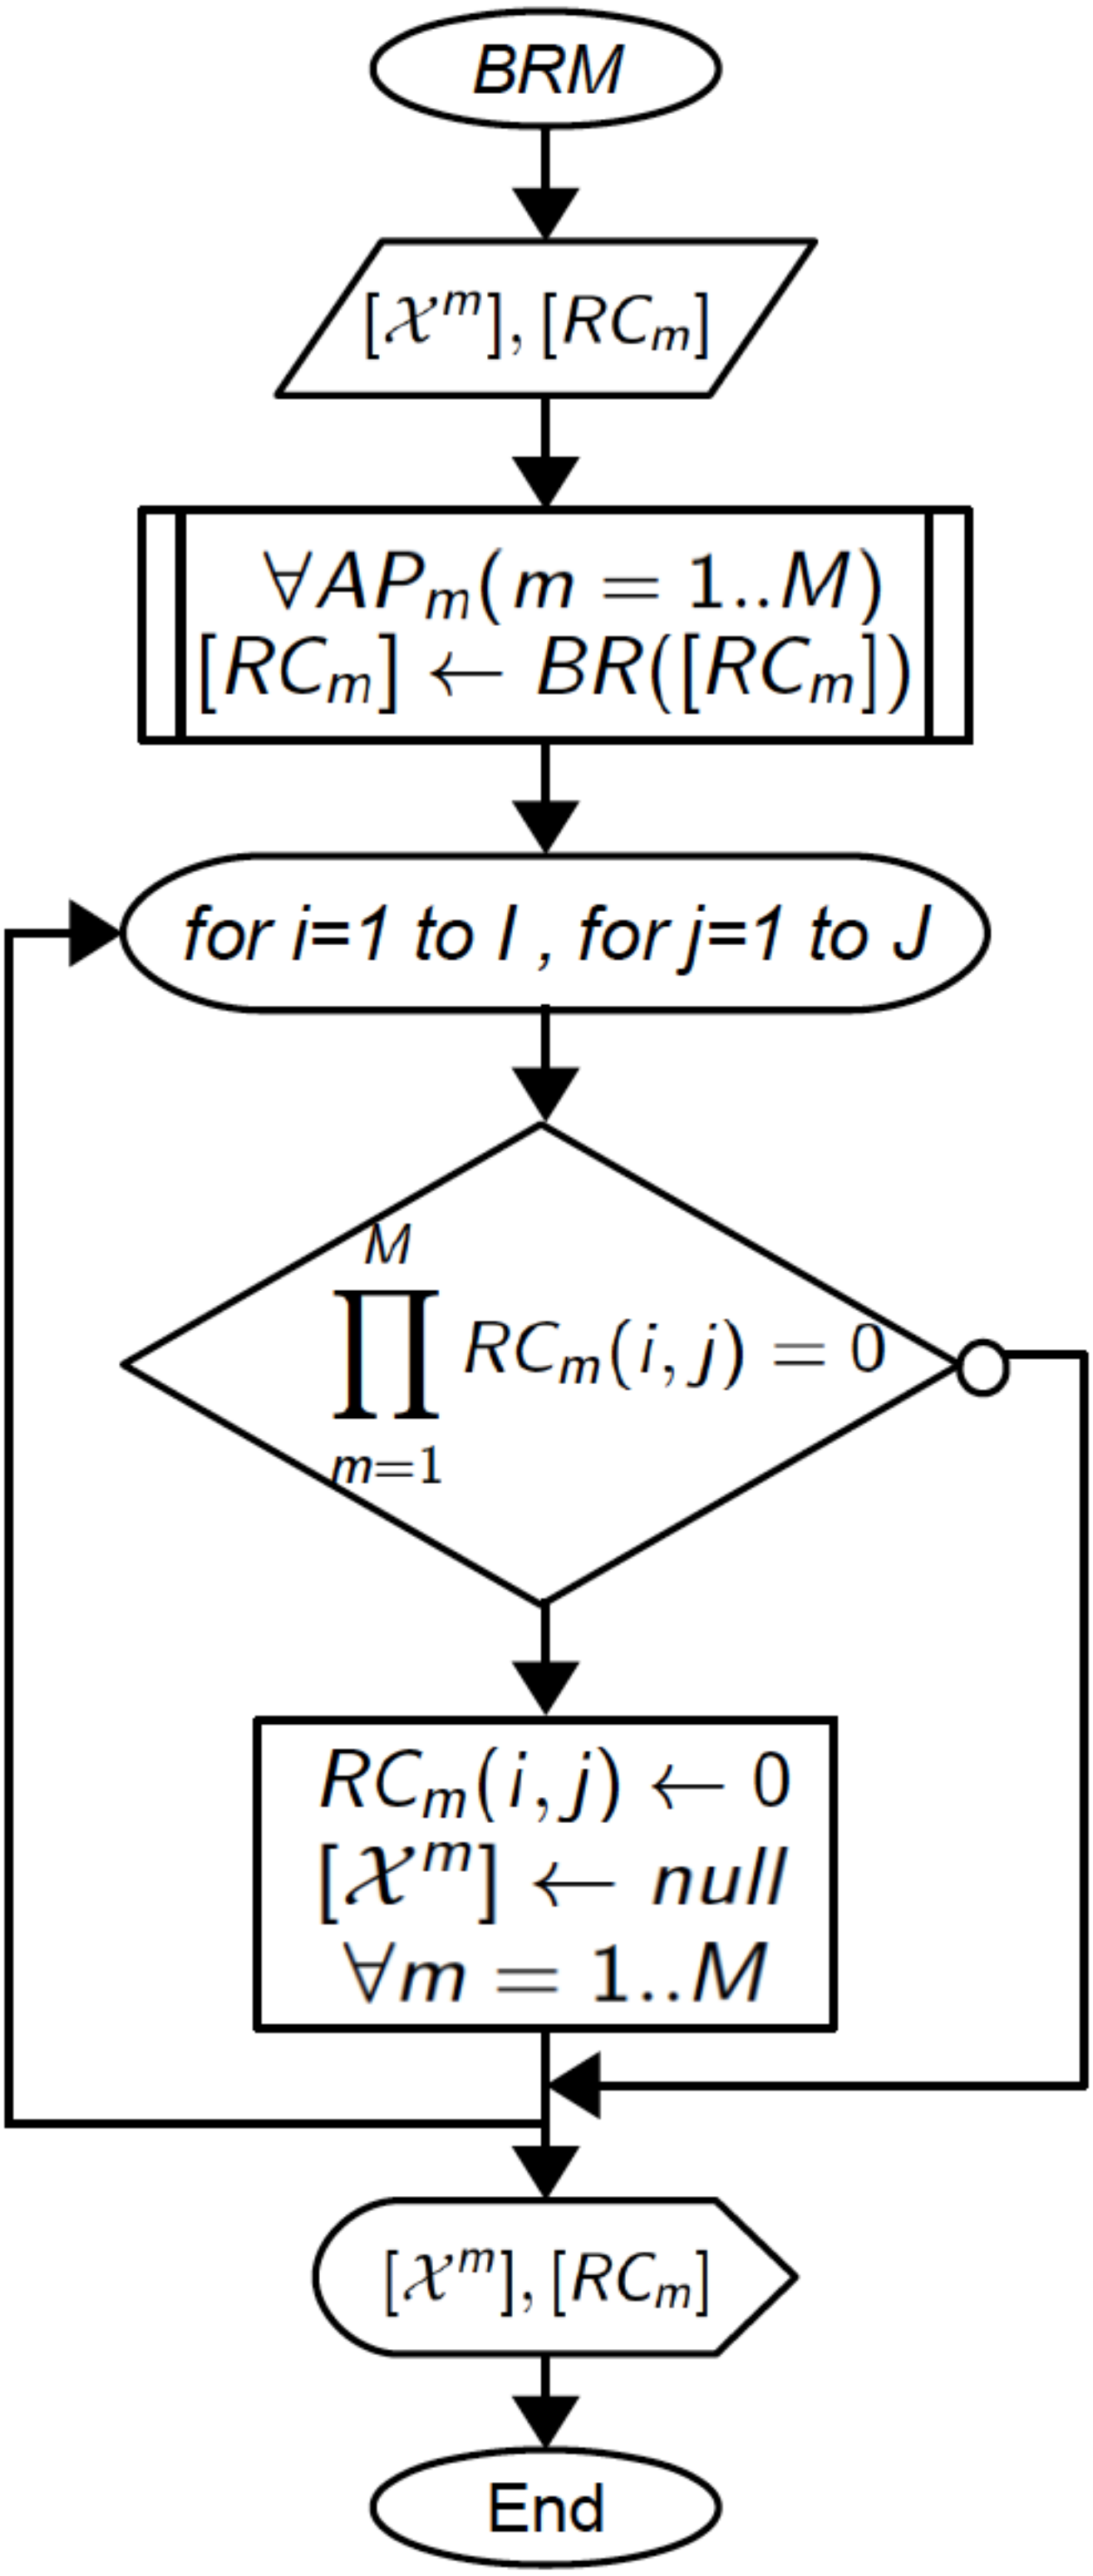 BRM
[𝒳^m], [RC_m]
∀AP_m(m = 1..M)
[RC_m] ← BR([RC_m])
for i=1 to I , for j=1 to J
∏_{m=1}^{M} RC_m(i, j) = 0
RC_m(i, j) ← 0
[𝒳^m] ← null
∀m = 1..M
[𝒳^m], [RC_m]
End